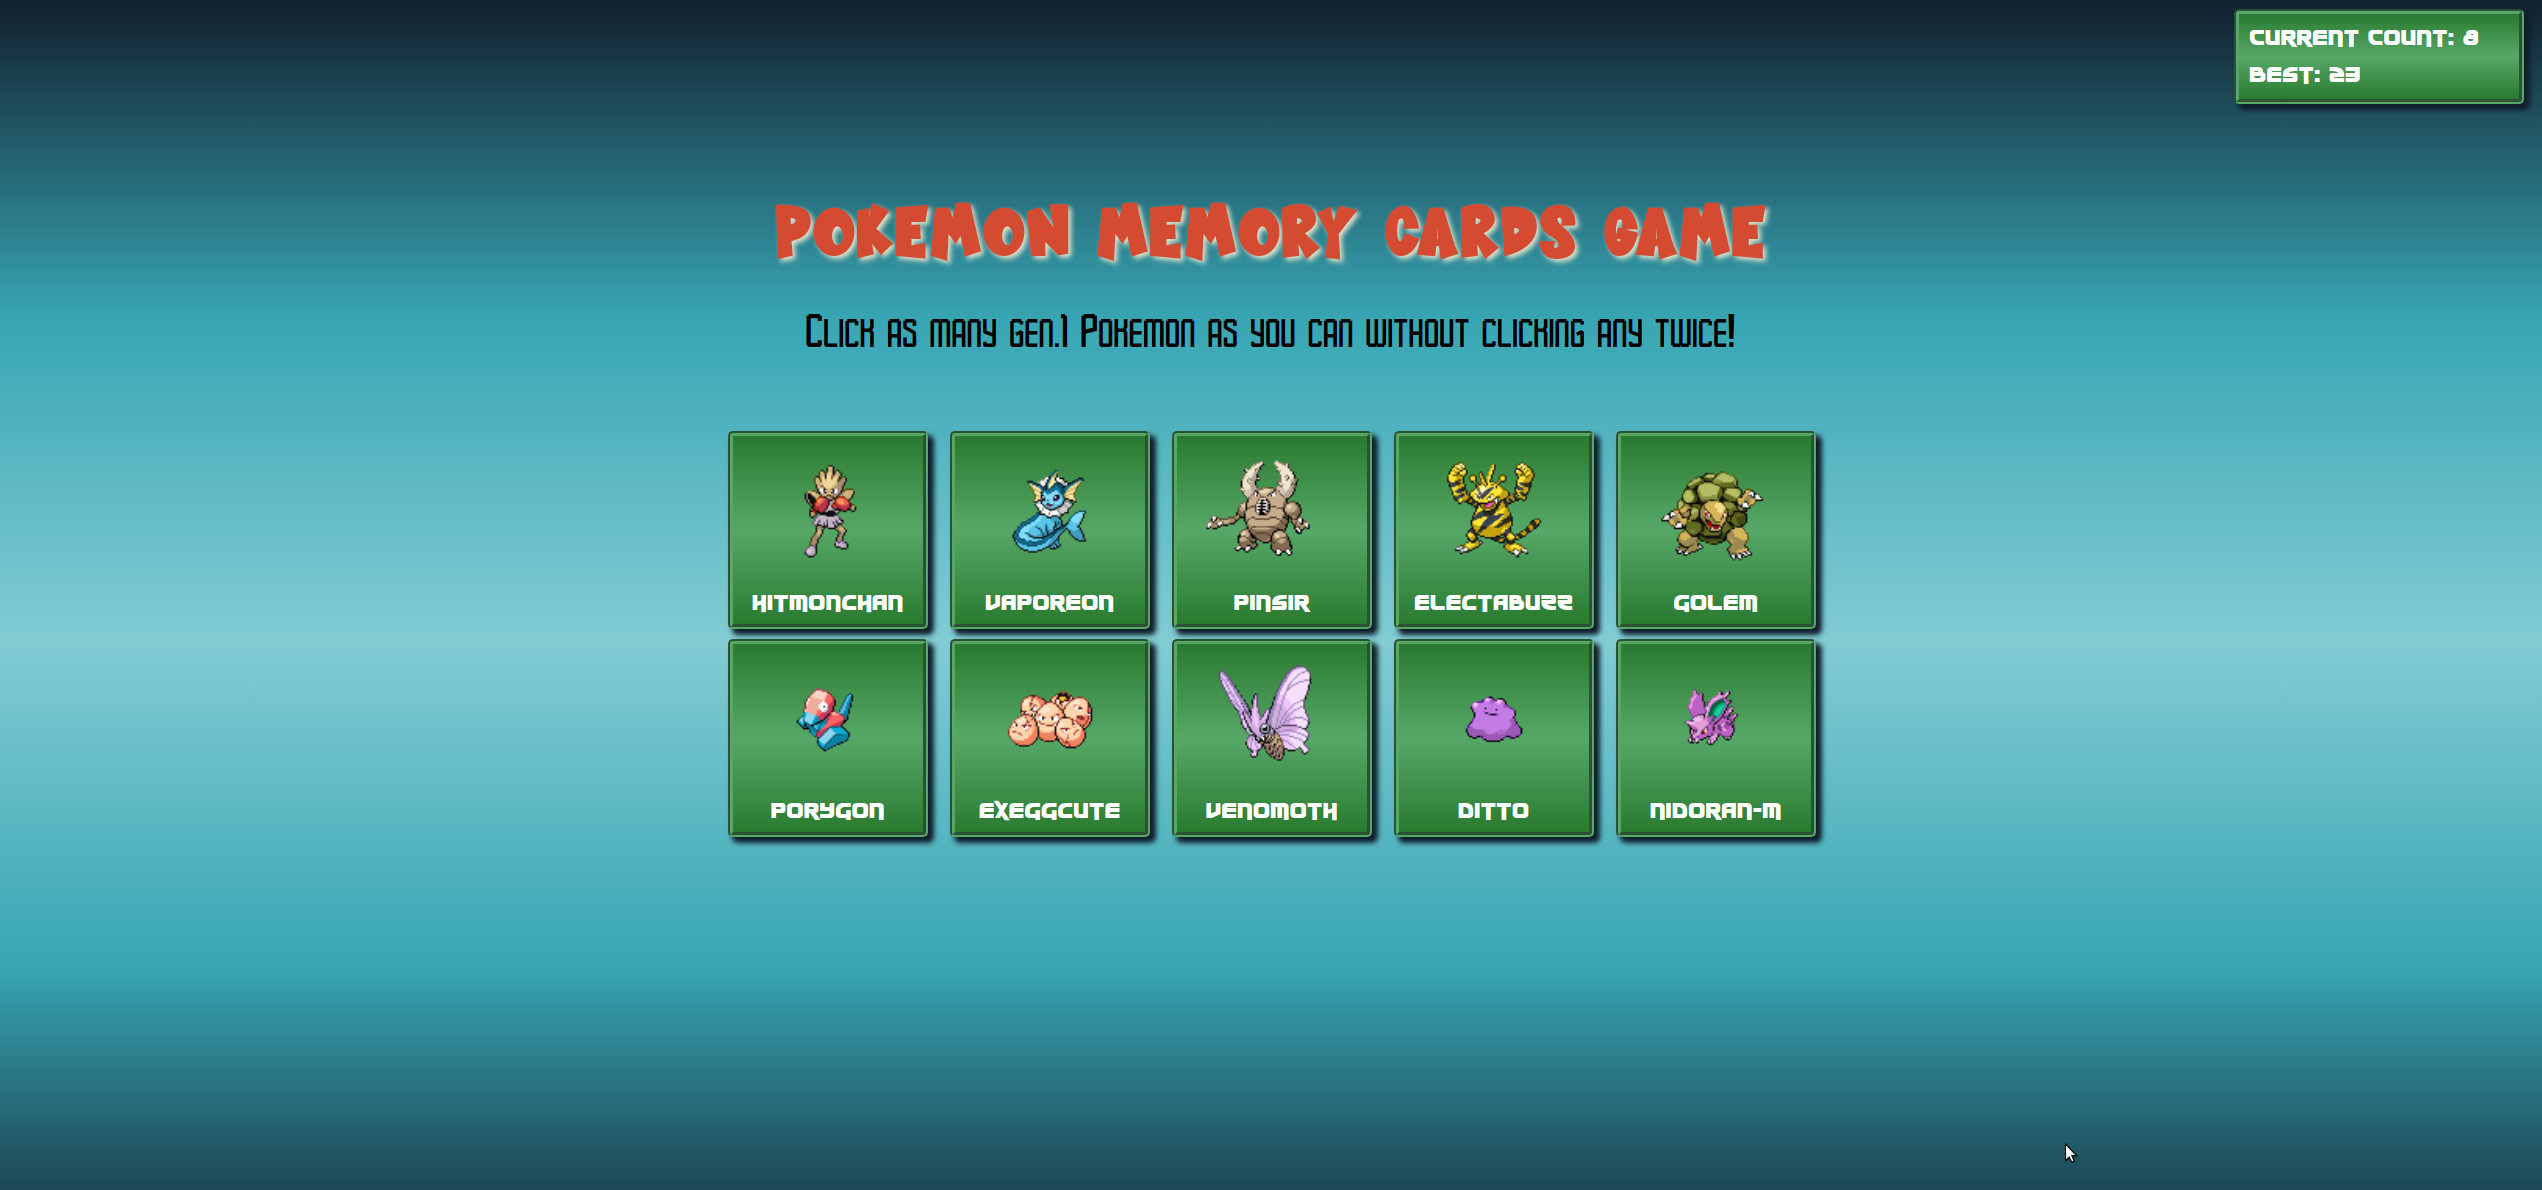 CURRENT COUNT: 8
BEST: 23
POKEMON MEMORY CARDS GAME
Click as many gen.1 Pokemon as you can without clicking any twice!
HITMONCHAN
VAPOREON
PINSIR
ELECTABUZZ
GOLEM
PORYGON
EXEGGCUTE
VENOMOTH
DITTO
NIDORAN-M